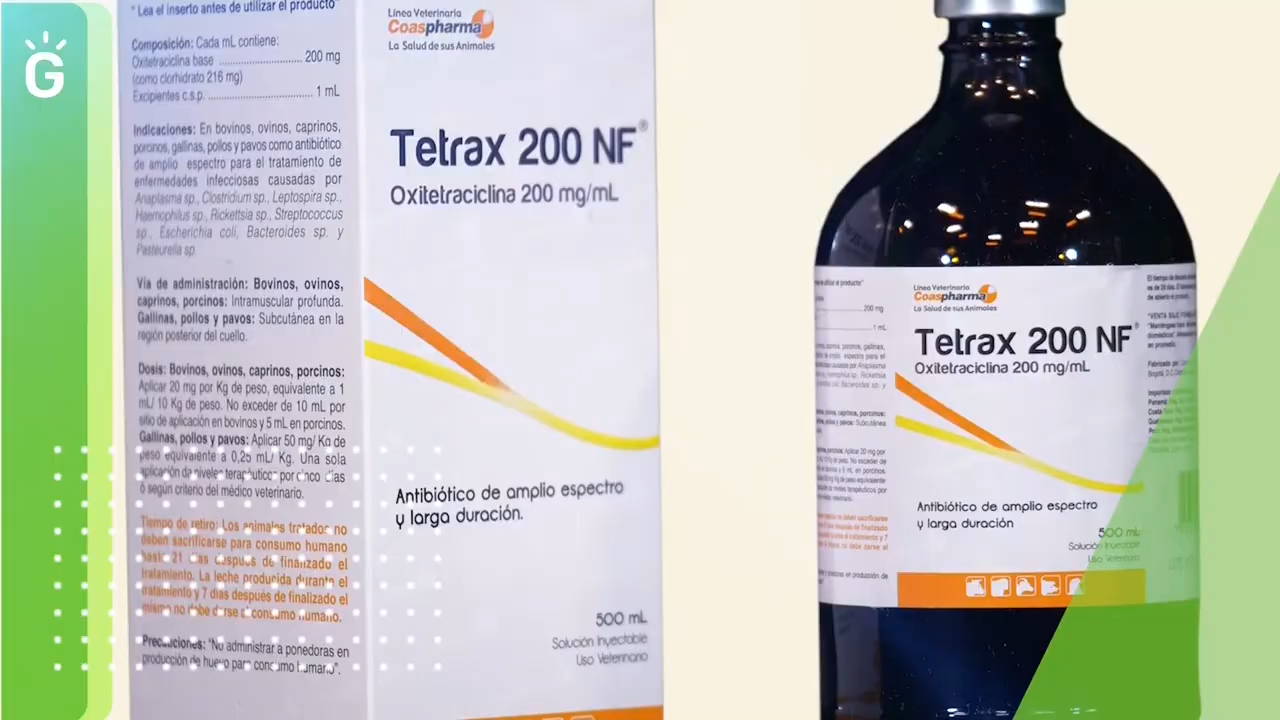 G
" Lea el inserto antes de utilizar el producto"
Composición: Cada mL contiene:
Oxitetraciclina base ............................ 200 mg
(como clorhidrato 216 mg)
Excipientes c.s.p. ................................... 1 mL
Indicaciones: En bovinos, ovinos, caprinos,
porcinos, gallinas, pollos y pavos como antibiótico
de amplio espectro para el tratamiento de
enfermedades infecciosas causadas por
Anaplasma sp., Clostridium sp., Leptospira sp.,
Haemophilus sp., Rickettsia sp., Streptococcus
sp., Escherichia coli, Bacteroides sp. y
Pasteurella sp
Vía de administración: Bovinos, ovinos,
caprinos, porcinos: Intramuscular profunda.
Gallinas, pollos y pavos: Subcutánea en la
región posterior del cuello.
Dosis: Bovinos, ovinos, caprinos, porcinos:
Aplicar 20 mg por Kg de peso, equivalente a 1
mL/ 10 Kg de peso. No exceder de 10 mL por
sitio de aplicación en bovinos y 5 mL en porcinos.
Gallinas, pollos y pavos: Aplicar 50 mg/ Kg de
peso equivalente a 0,25 mL/ Kg. Una sola
aplicación da niveles terapéuticos por cinco días
o según criterio del médico veterinario.
Tiempo de retiro: Los animales tratados no
deben sacrificarse para consumo humano
hasta 21 días después de finalizado el
tratamiento. La leche producida durante el
tratamiento y 7 días después de finalizado el
mismo no debe darse al consumo humano.
Precauciones: "No administrar a ponedoras en
producción de huevo para consumo humano".
Línea Veterinaria
Coaspharma
La Salud de sus Animales
Tetrax 200 NF®
Oxitetraciclina 200 mg/mL
Antibiótico de amplio espectro
y larga duración.
500 mL
Solución Inyectable
Uso Veterinario
Línea Veterinaria
Coaspharma
La Salud de sus Animales
Tetrax 200 NF®
Oxitetraciclina 200 mg/mL
Antibiótico de amplio espectro
y larga duración
500 mL
Solución Inyectable
Uso Veterinario
200 mg
1 mL